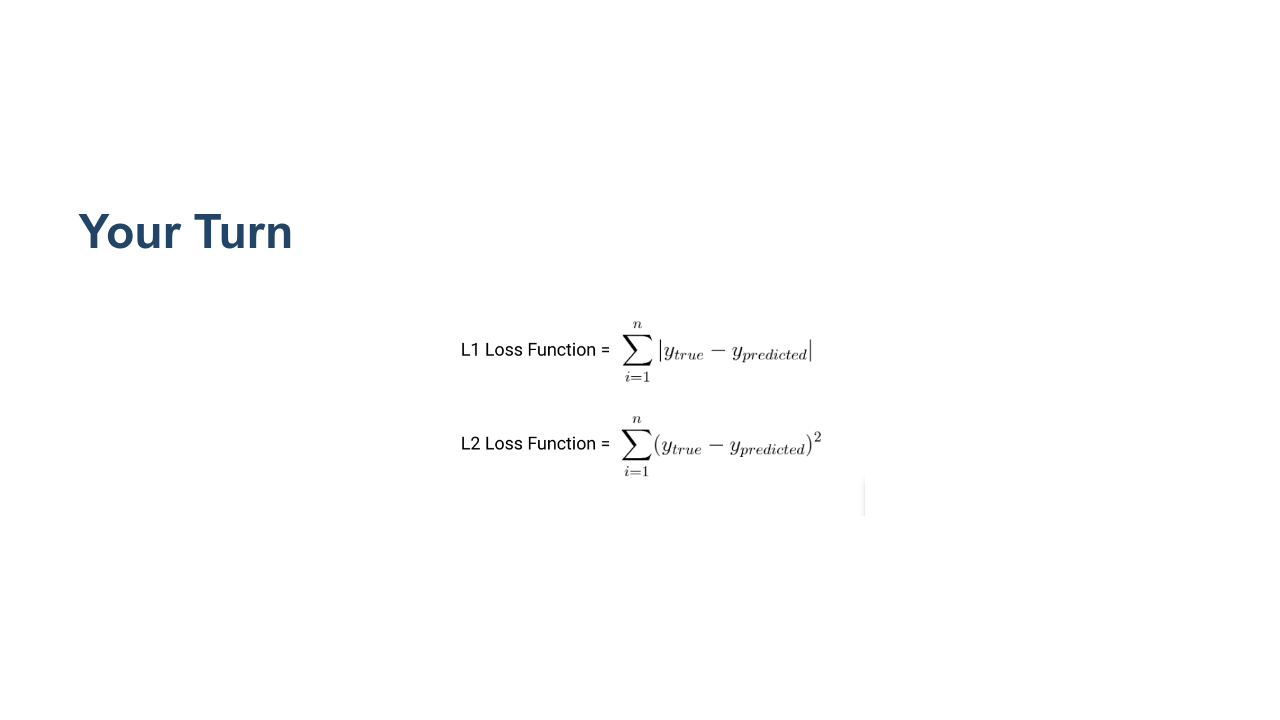 Your Turn
L1 Loss Function = \sum_{i=1}^{n} |y_{true} - y_{predicted}|
L2 Loss Function = \sum_{i=1}^{n} (y_{true} - y_{predicted})^2